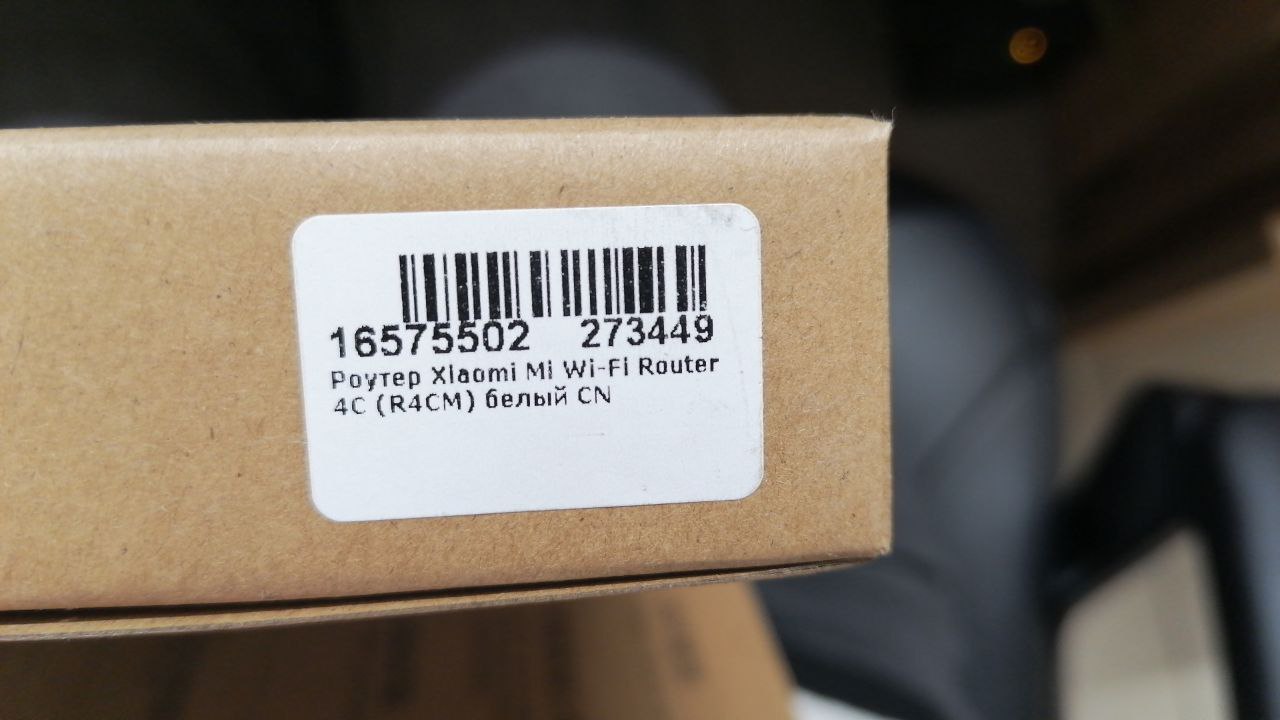 16575502 273449
Роутер Xiaomi Mi Wi-Fi Router
4C (R4CM) белый CN